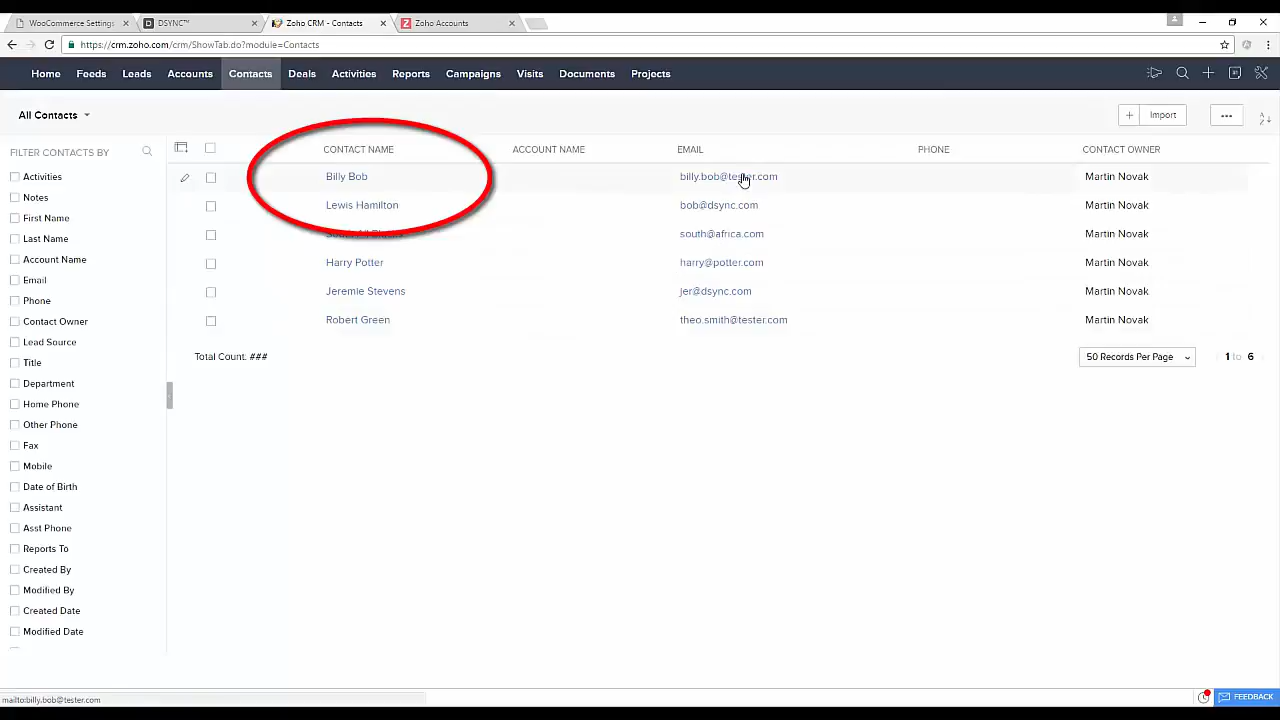 WooCommerce Settings
DSYNC™
Zoho CRM - Contacts
Zoho Accounts
https://crm.zoho.com/crm/ShowTab.do?module=Contacts
Home Feeds Leads Accounts Contacts Deals Activities Reports Campaigns Visits Documents Projects
All Contacts
Import
FILTER CONTACTS BY
CONTACT NAME ACCOUNT NAME EMAIL PHONE CONTACT OWNER
Billy Bob billy.bob@tester.com Martin Novak
Lewis Hamilton bob@dsync.com Martin Novak
south@africa.com Martin Novak
Harry Potter harry@potter.com Martin Novak
Jeremie Stevens jer@dsync.com Martin Novak
Robert Green theo.smith@tester.com Martin Novak
Total Count: ###
50 Records Per Page
1 to 6
Activities
Notes
First Name
Last Name
Account Name
Email
Phone
Contact Owner
Lead Source
Title
Department
Home Phone
Other Phone
Fax
Mobile
Date of Birth
Assistant
Asst Phone
Reports To
Created By
Modified By
Created Date
Modified Date
mailto:billy.bob@tester.com
FEEDBACK